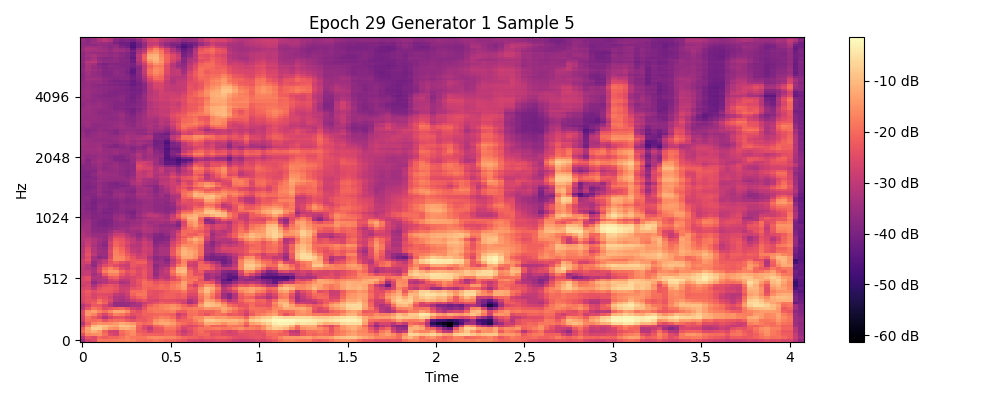 Epoch 29 Generator 1 Sample 5
Hz
4096
2048
1024
512
0
0 0.5 1 1.5 2 2.5 3 3.5 4
Time
-10 dB
-20 dB
-30 dB
-40 dB
-50 dB
-60 dB